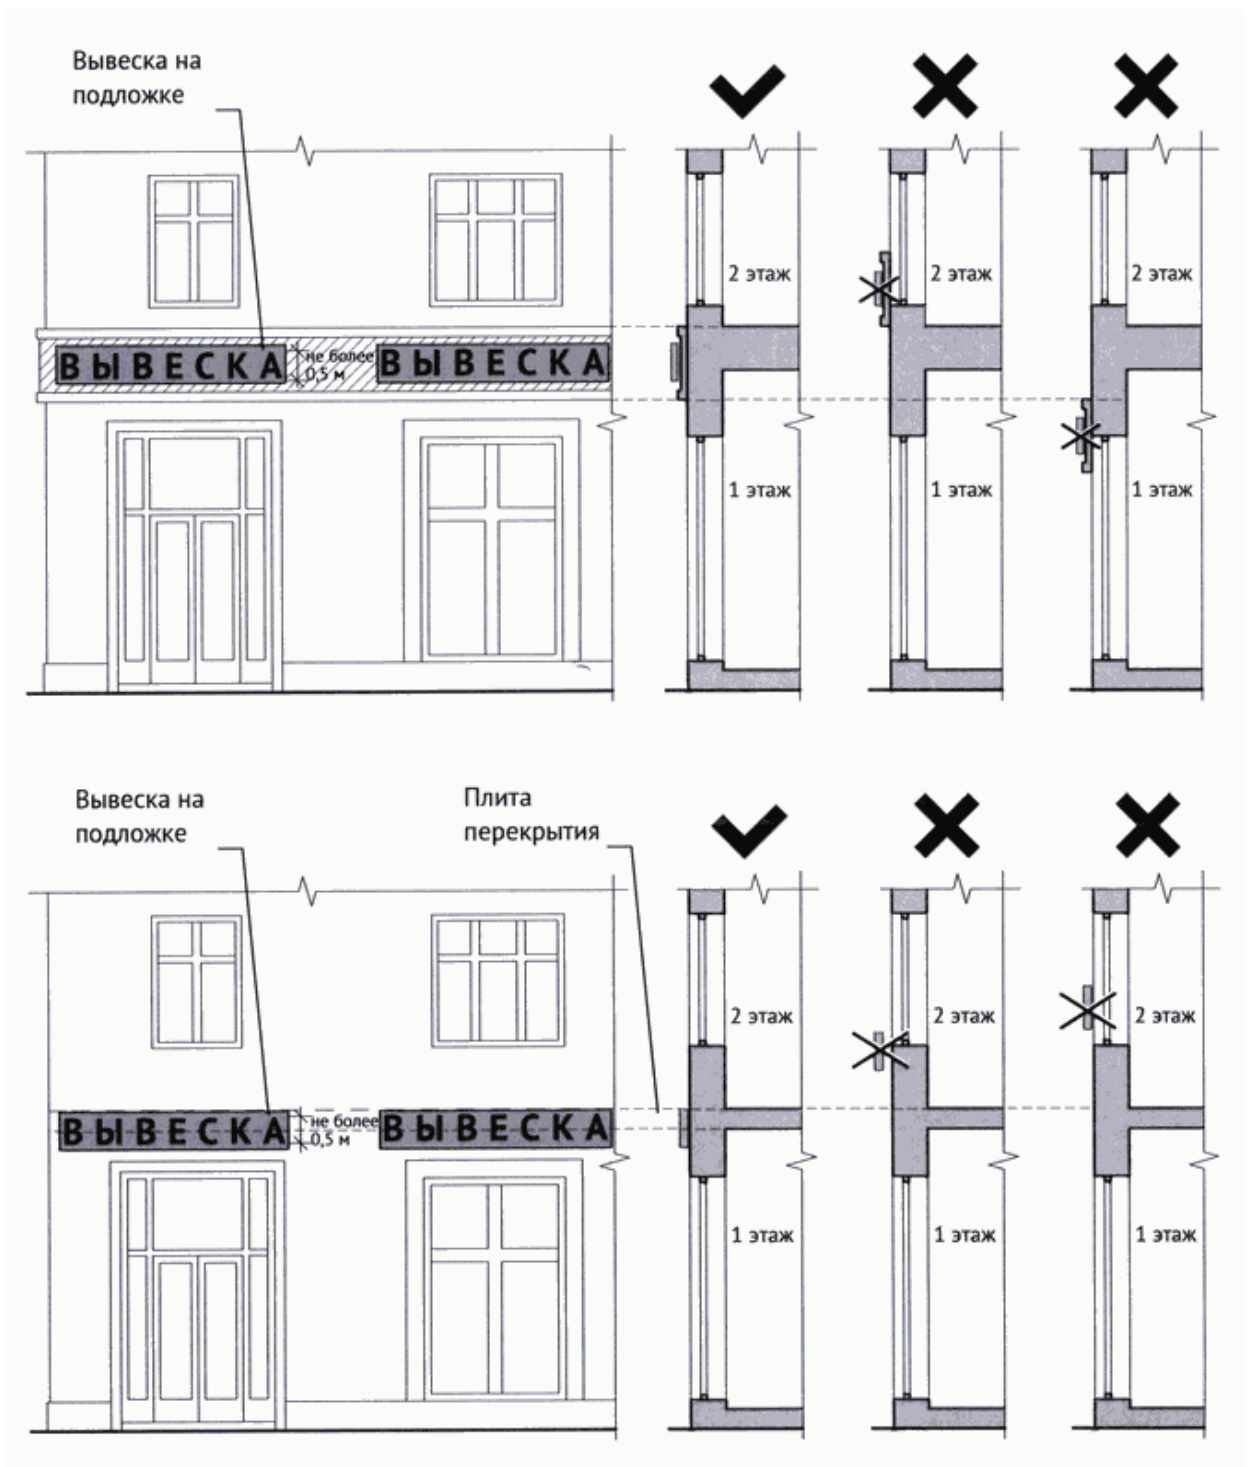 Вывеска на
подложке
2 этаж
2 этаж
2 этаж
ВЫВЕСКА
не более
0,5 м
ВЫВЕСКА
1 этаж
1 этаж
1 этаж
Вывеска на
подложке
Плита
перекрытия
2 этаж
2 этаж
2 этаж
ВЫВЕСКА
не более
0,5 м
ВЫВЕСКА
1 этаж
1 этаж
1 этаж